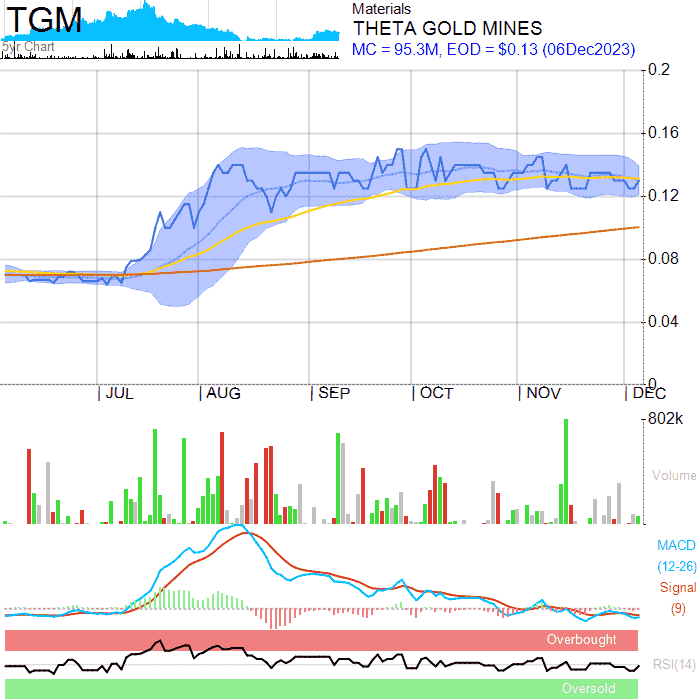 TGM
5yr Chart
Materials
THETA GOLD MINES
MC = 95.3M, EOD = $0.13 (06Dec2023)
0.2
0.16
0.12
0.08
0.04
0
JUL
AUG
SEP
OCT
NOV
DEC
802k
Volume
MACD
(12-26)
Signal
(9)
Overbought
RSI(14)
Oversold